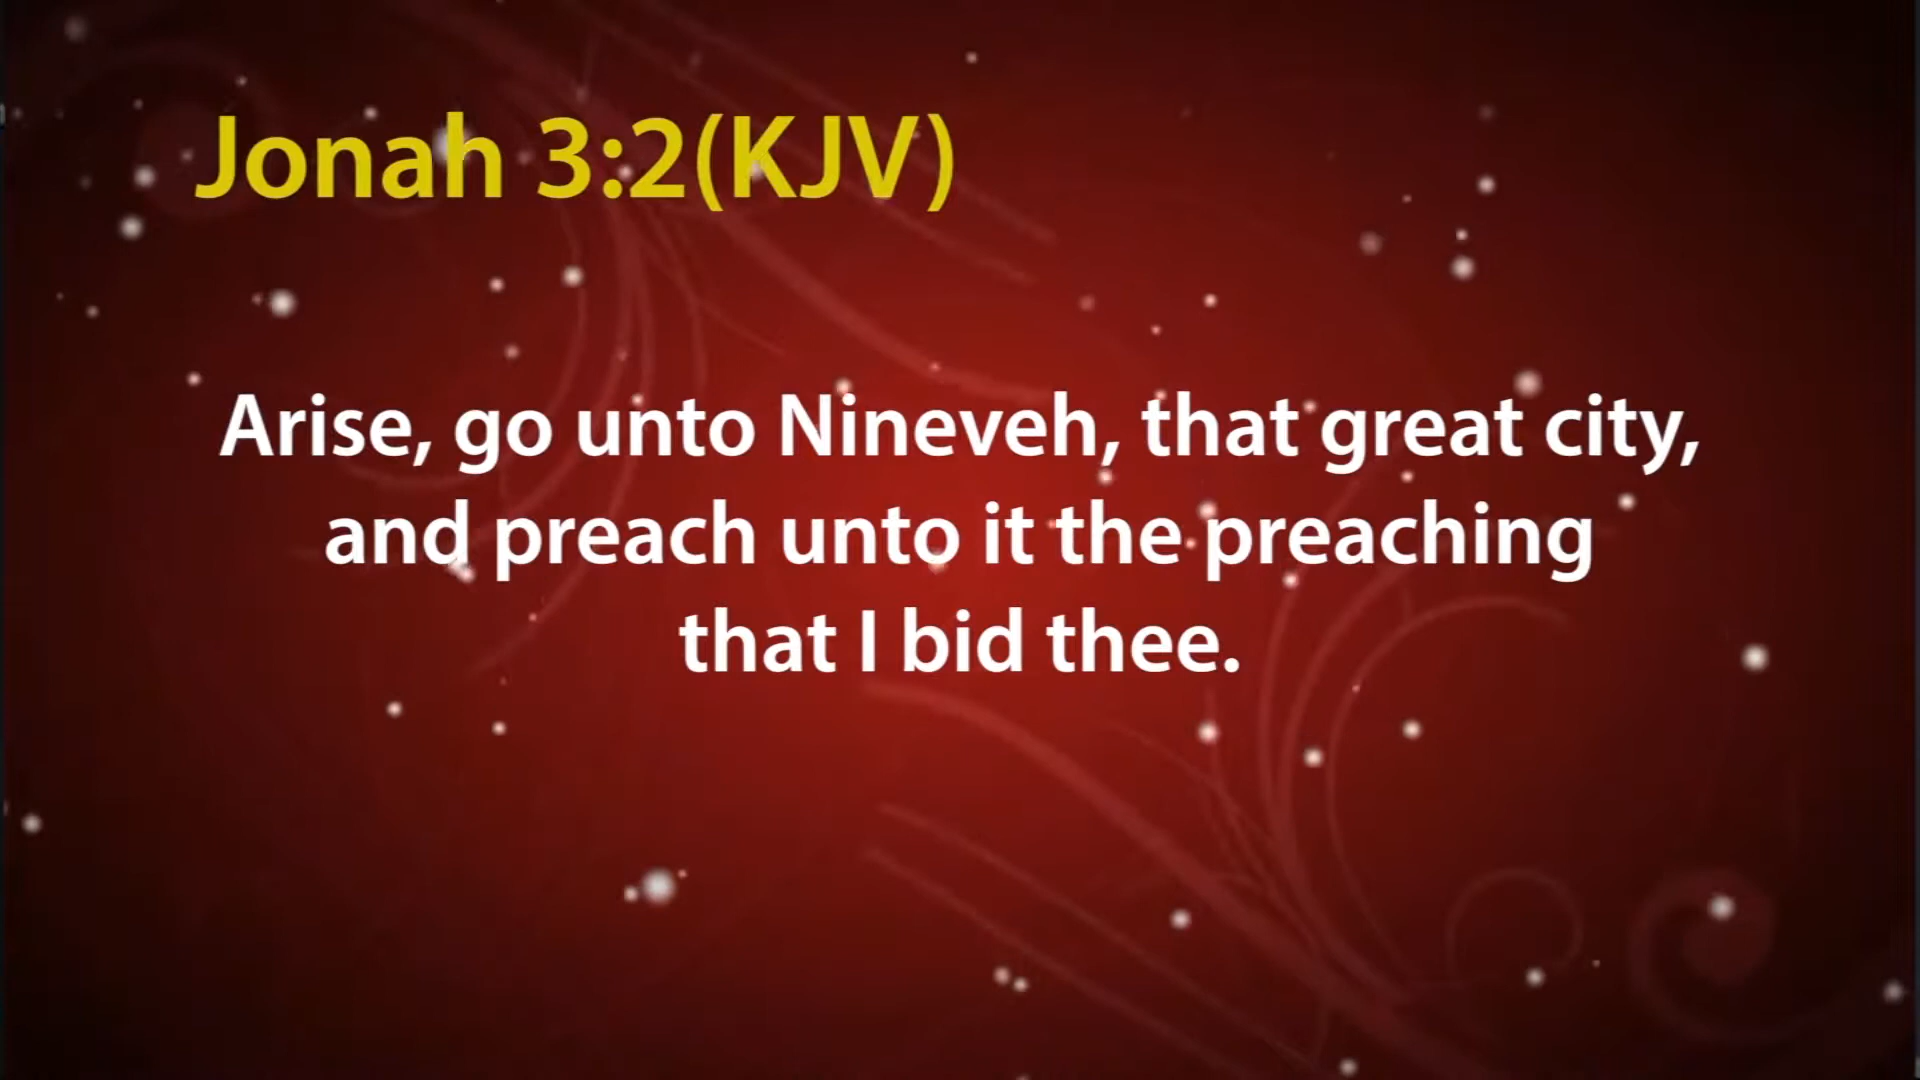 Jonah 3:2(KJV)
Arise, go unto Nineveh, that great city,
and preach unto it the preaching
that I bid thee.